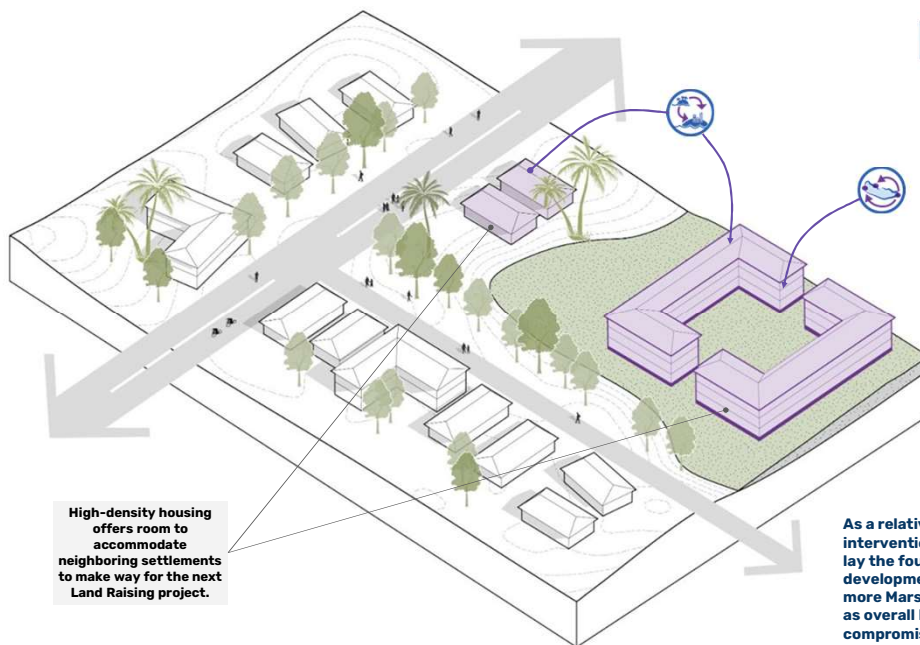 High-density housing
offers room to
accommodate
neighboring settlements
to make way for the next
Land Raising project.
As a relativ
interventio
lay the fou
developme
more Mars
as overall
compromis